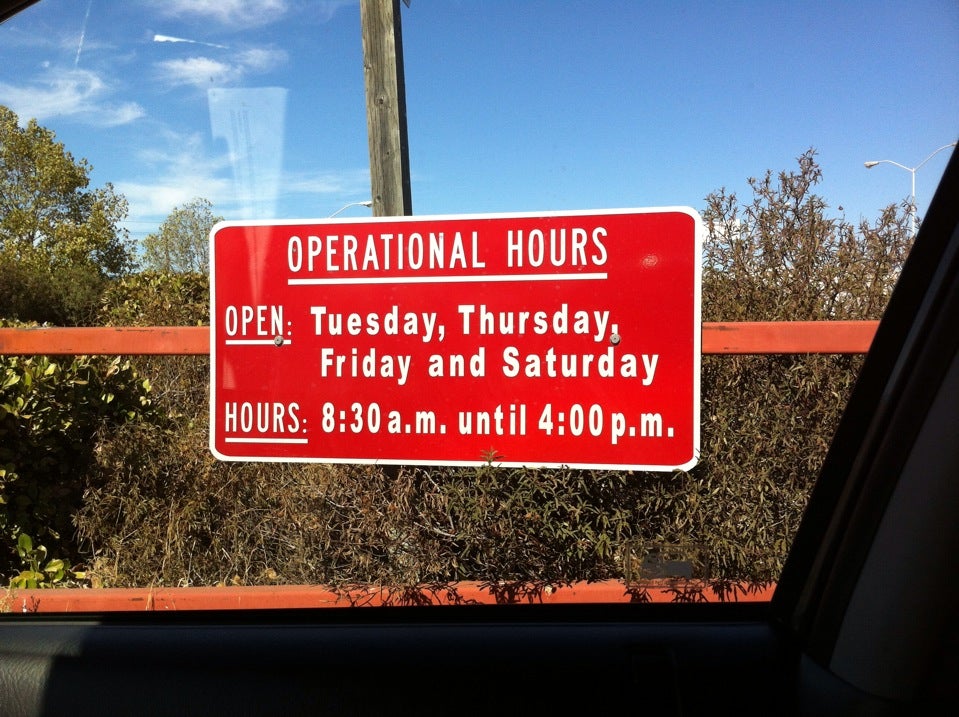 OPERATIONAL HOURS
OPEN: Tuesday, Thursday,
Friday and Saturday
HOURS: 8:30 a.m. until 4:00 p.m.